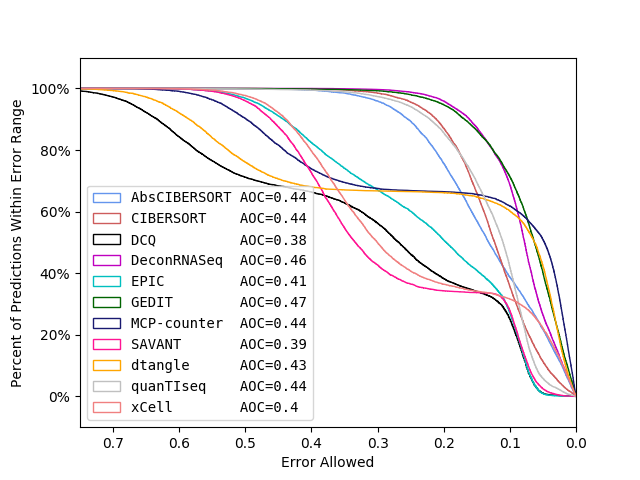 100%
80%
60%
40%
20%
0%
Percent of Predictions Within Error Range
AbsCIBERSORT AOC=0.44
CIBERSORT AOC=0.44
DCQ AOC=0.38
DeconRNASeq AOC=0.46
EPIC AOC=0.41
GEDIT AOC=0.47
MCP-counter AOC=0.44
SAVANT AOC=0.39
dtangle AOC=0.43
quanTIseq AOC=0.44
xCell AOC=0.4
0.7 0.6 0.5 0.4 0.3 0.2 0.1 0.0
Error Allowed